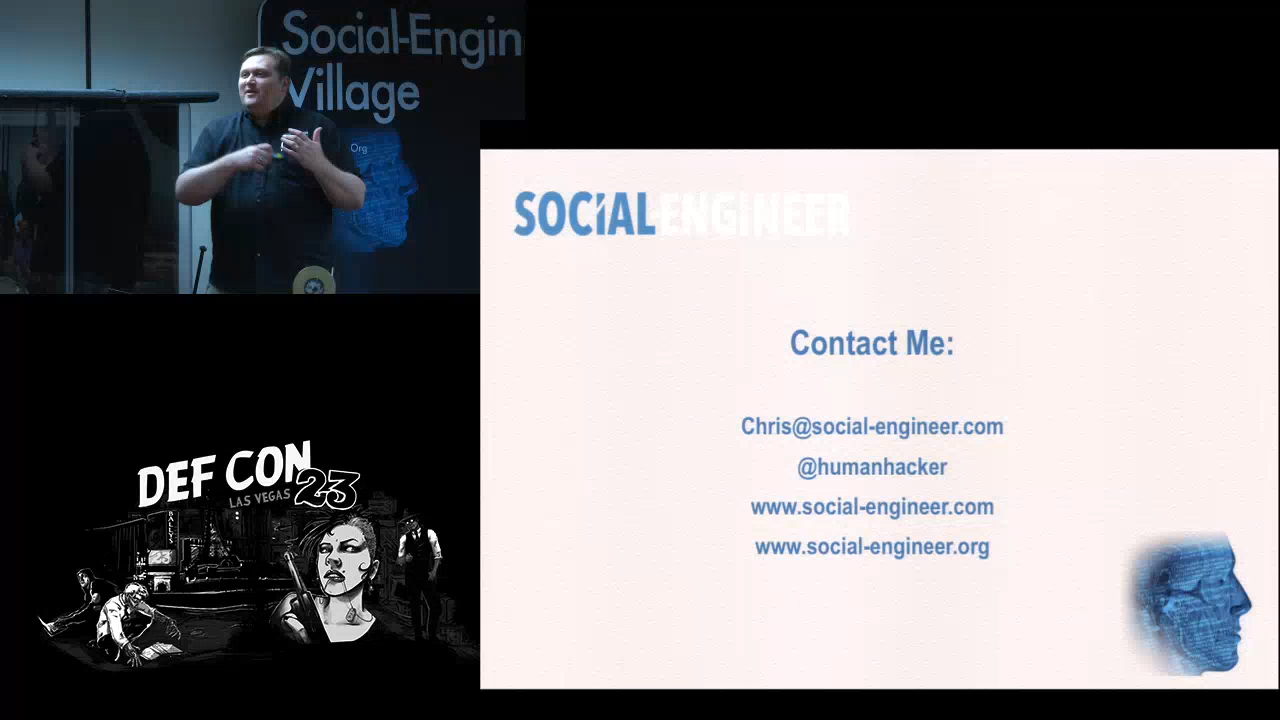 Social-Engin
Village
Org
SOCIAL-ENGINEER
Contact Me:
Chris@social-engineer.com
@humanhacker
www.social-engineer.com
www.social-engineer.org
DEF CON
LAS VEGAS 23
BALLY'S